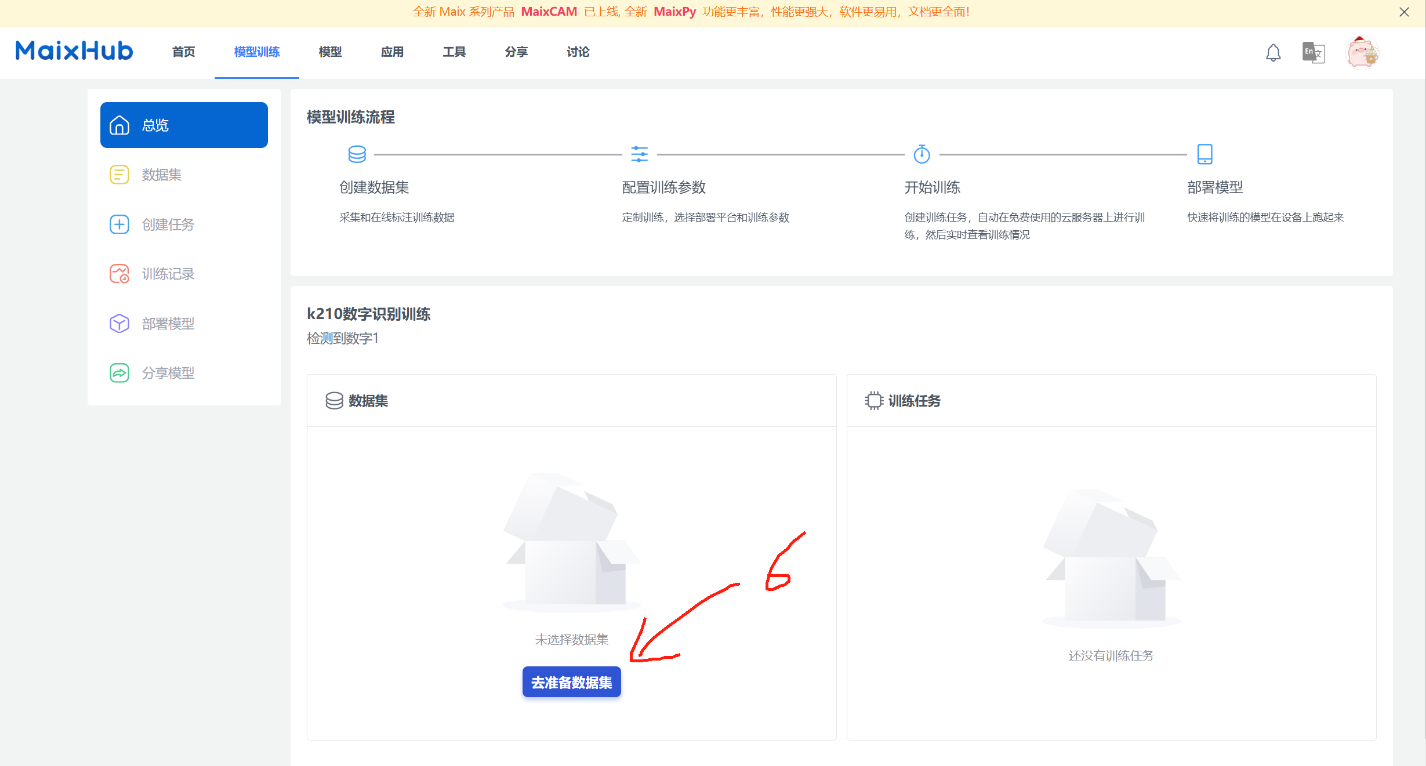 全新 Maix 系列产品 MaixCAM 已上线, 全新 MaixPy 功能更丰富，性能更强大，软件更易用，文档更全面！
MaixHub 首页 模型训练 模型 应用 工具 分享 讨论 En 文
总览
数据集
创建任务
训练记录
部署模型
分享模型
模型训练流程
创建数据集
采集和在线标注训练数据
配置训练参数
定制训练，选择部署平台和训练参数
开始训练
创建训练任务，自动在免费使用的云服务器上进行训
练，然后实时查看训练情况
部署模型
快速将训练的模型在设备上跑起来
k210数字识别训练
检测到数字1
数据集
未选择数据集
去准备数据集
6
训练任务
还没有训练任务